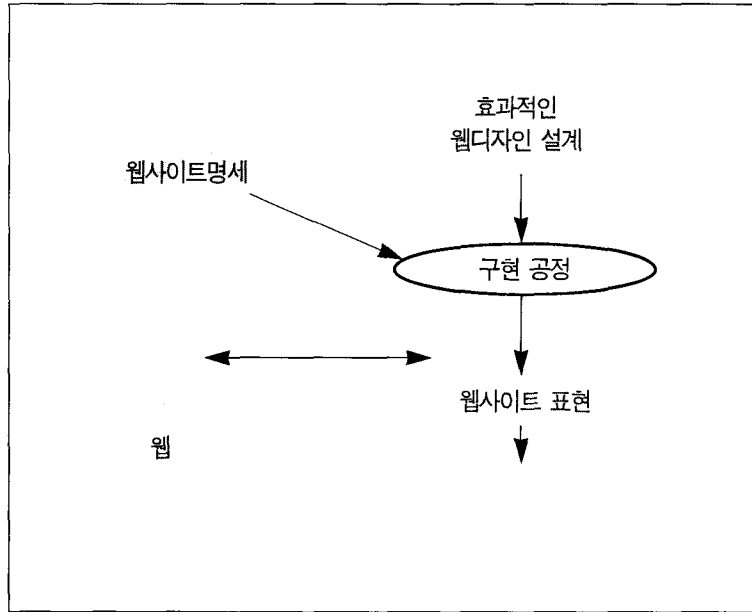 효과적인
웹디자인 설계
웹사이트명세
구현 공정
웹사이트 표현
웹